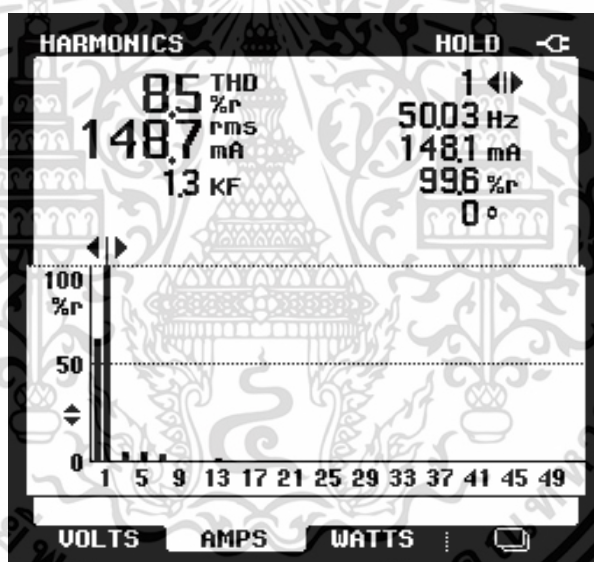 HARMONICS HOLD
8.5 THD %r
148.7 rms mA
1.3 KF
1
50.03 Hz
148.1 mA
99.6 %r
0 °
100
%r
50
0
1 5 9 13 17 21 25 29 33 37 41 45 49
VOLTS AMPS WATTS